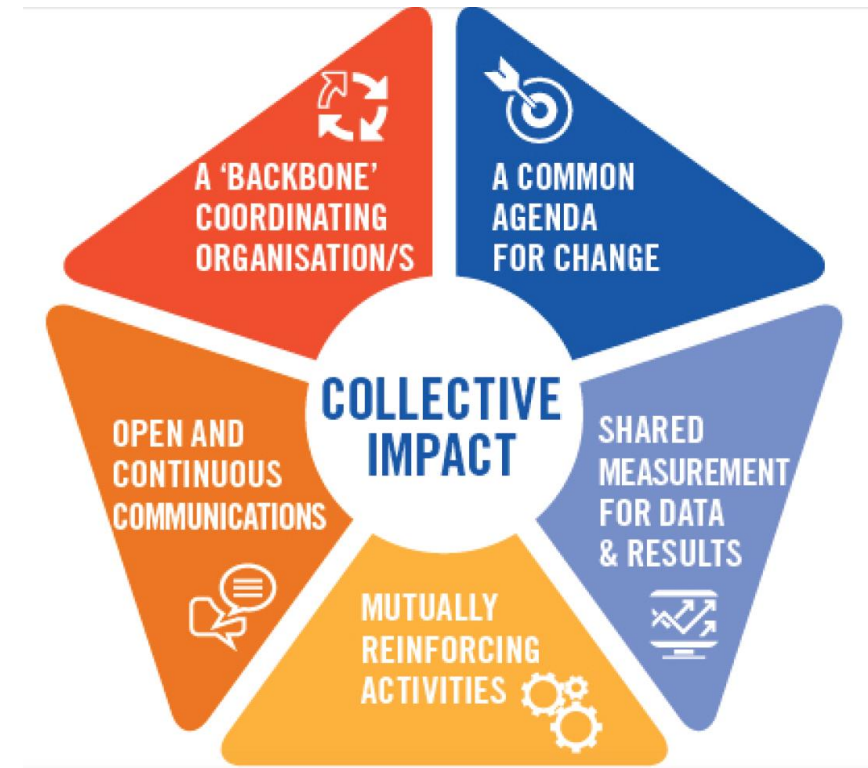 A ‘BACKBONE’
COORDINATING
ORGANISATION/S
A COMMON
AGENDA
FOR CHANGE
COLLECTIVE
IMPACT
OPEN AND
CONTINUOUS
COMMUNICATIONS
SHARED
MEASUREMENT
FOR DATA
& RESULTS
MUTUALLY
REINFORCING
ACTIVITIES